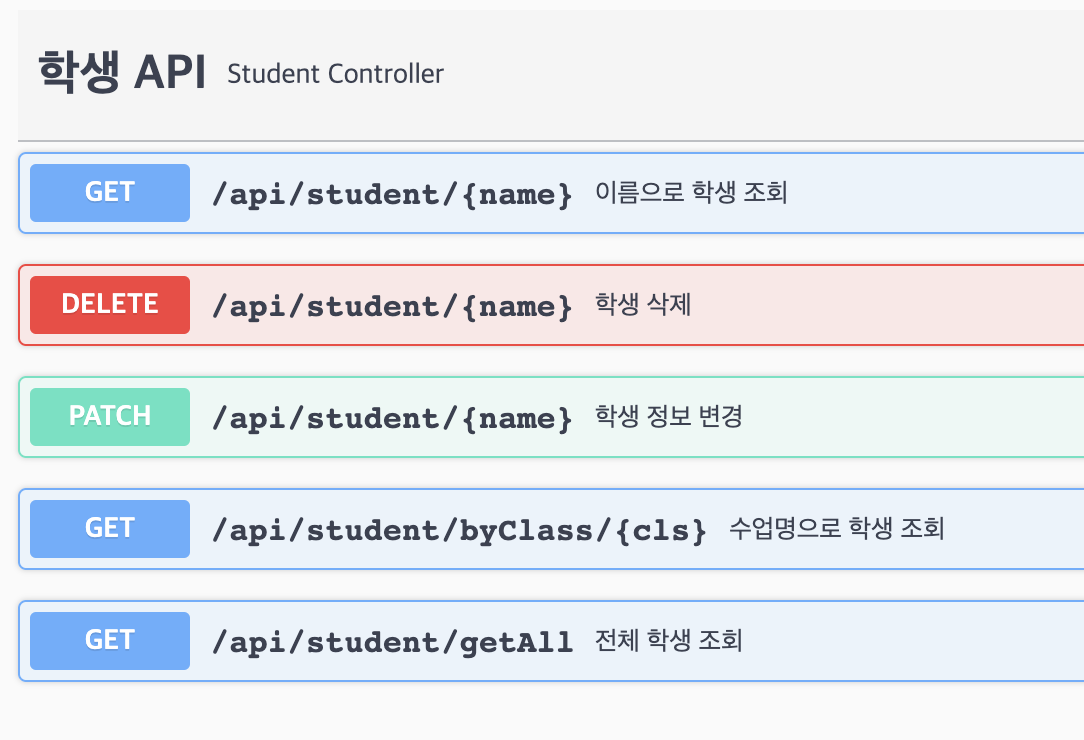 학생 API Student Controller
GET /api/student/{name} 이름으로 학생 조회
DELETE /api/student/{name} 학생 삭제
PATCH /api/student/{name} 학생 정보 변경
GET /api/student/byClass/{cls} 수업명으로 학생 조회
GET /api/student/getAll 전체 학생 조회